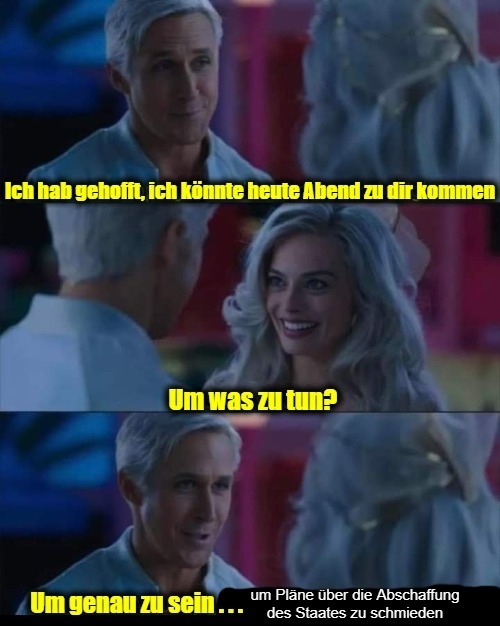 Ich hab gehofft, ich könnte heute Abend zu dir kommen
Um was zu tun?
Um genau zu sein . . .
um Pläne über die Abschaffung
des Staates zu schmieden